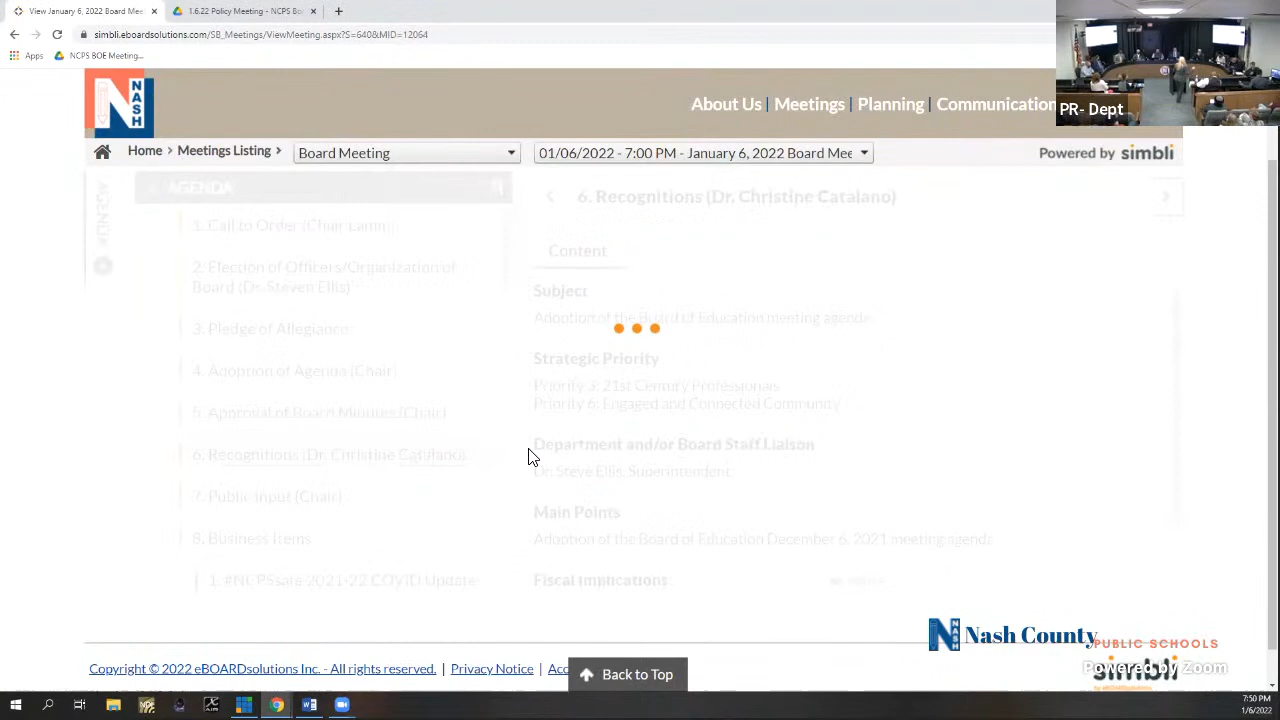 View January 6, 2022 Board Mee
1.6.22 Policy Meeting - NCPS Bo
simbli.eboardsolutions.com/SB_Meetings/ViewMeeting.aspx?S=640&MID=12064
Apps
NCPS BOE Meeting...
PR- Dept
NASH
About Us | Meetings | Planning | Communication
Home > Meetings Listing >
Board Meeting
01/06/2022 - 7:00 PM - January 6, 2022 Board Mee
Powered by simbli
AGENDA
AGENDA
6. Recognitions (Dr. Christine Catalano)
1. Call to Order (Chair
Content
2. Election of Officers/Organization of
Board (Dr. Steven Ellis)
Subject
Adoption of the Board of Education meeting agenda.
3. Pledge of Allegiance
Strategic Priority
4. Adoption of Agenda (Chair)
Priority 3: 21st Century Professionals
Priority 6: Engaged and Connected Community
5. Approval of Board Minutes (Chair)
Department and/or Board Staff Liaison
6. Recognitions (Dr. Christine Catalano)
Dr. Steve Ellis, Superintendent
7. Public Input (Chair)
Main Points
8. Business Items
Adoption of the Board of Education December 6, 2021 meeting agenda
1. #NCPSsafe 2021-22 COVID Update
Fiscal Implications
Nash County
PUBLIC SCHOOLS
Copyright © 2022 eBOARDsolutions Inc. - All rights reserved. | Privacy Notice |
Back to Top
Powered by Zoom
simbli
by eBOARDsolutions
7:50 PM
1/6/2022